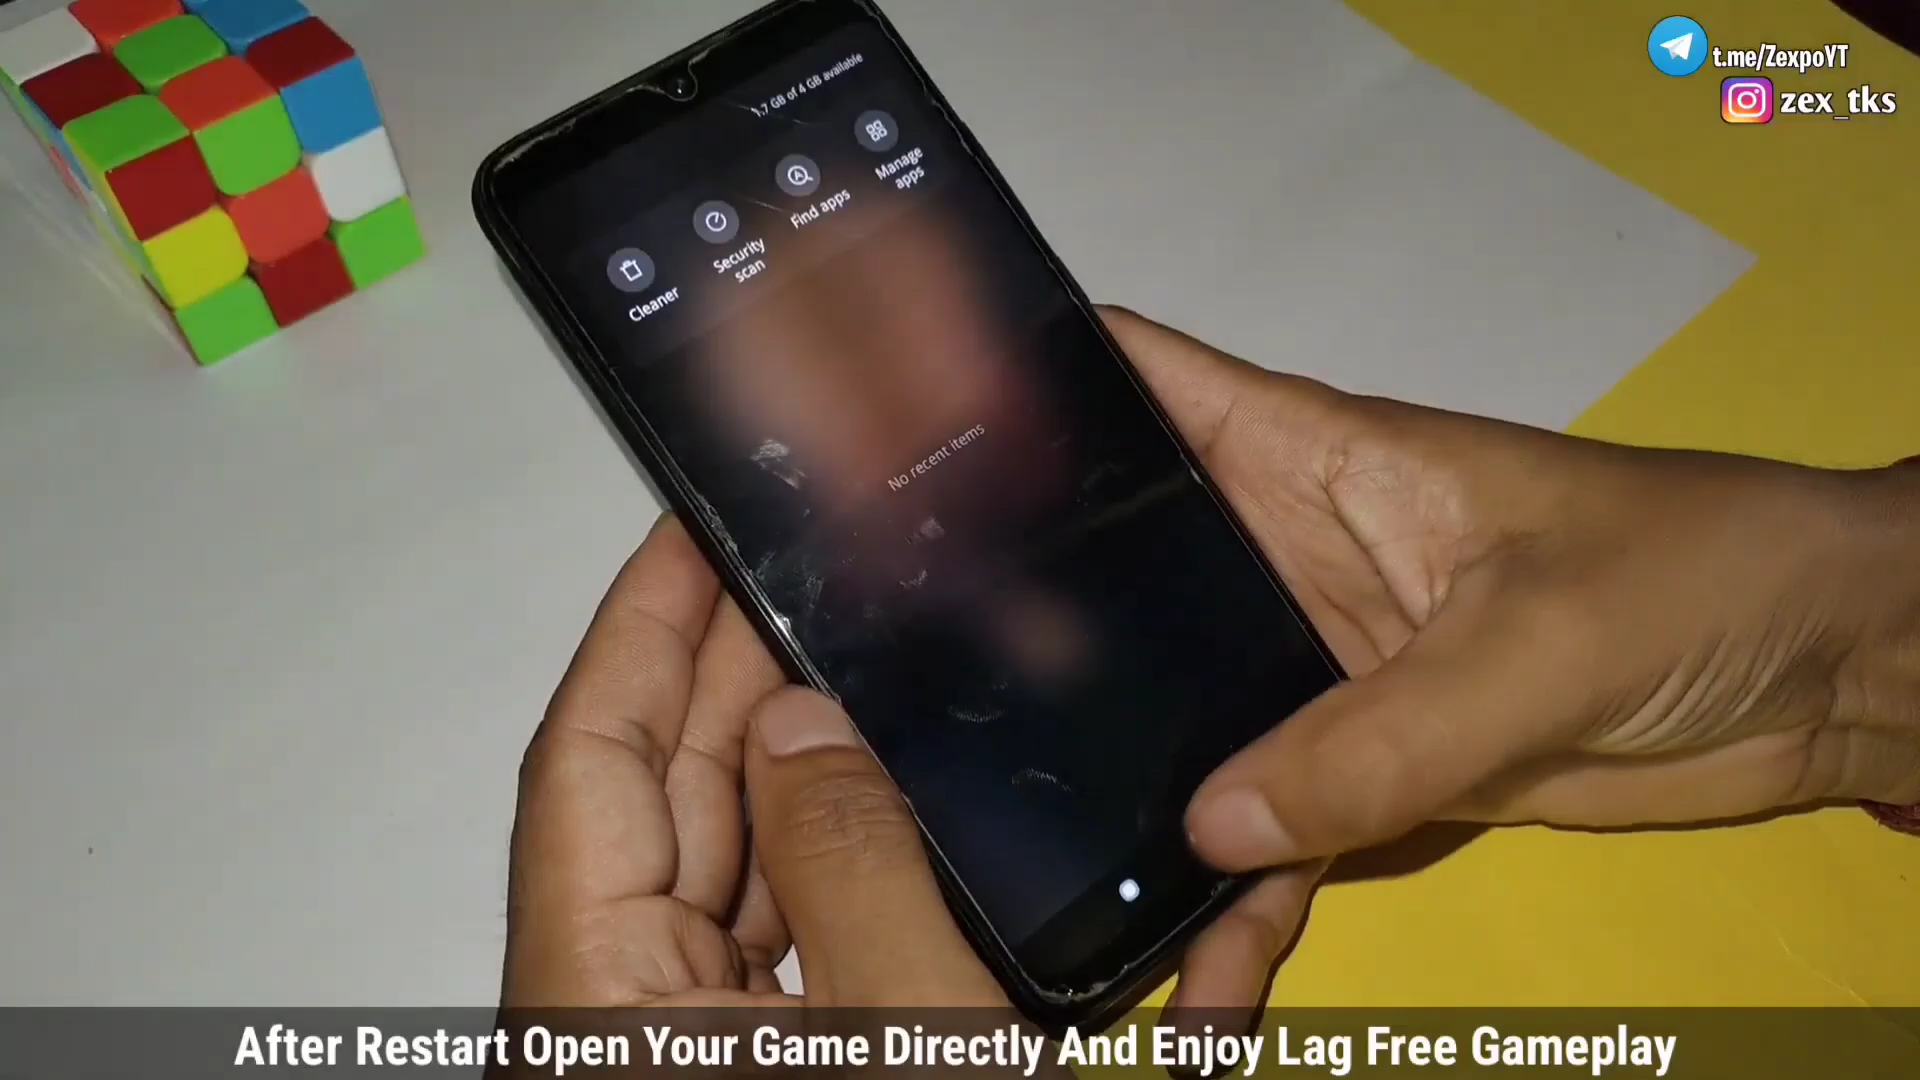 t.me/ZexpoYT
zex_tks
.7 GB of 4 GB available
Manage
apps
Find apps
Security
scan
Cleaner
No recent items
After Restart Open Your Game Directly And Enjoy Lag Free Gameplay